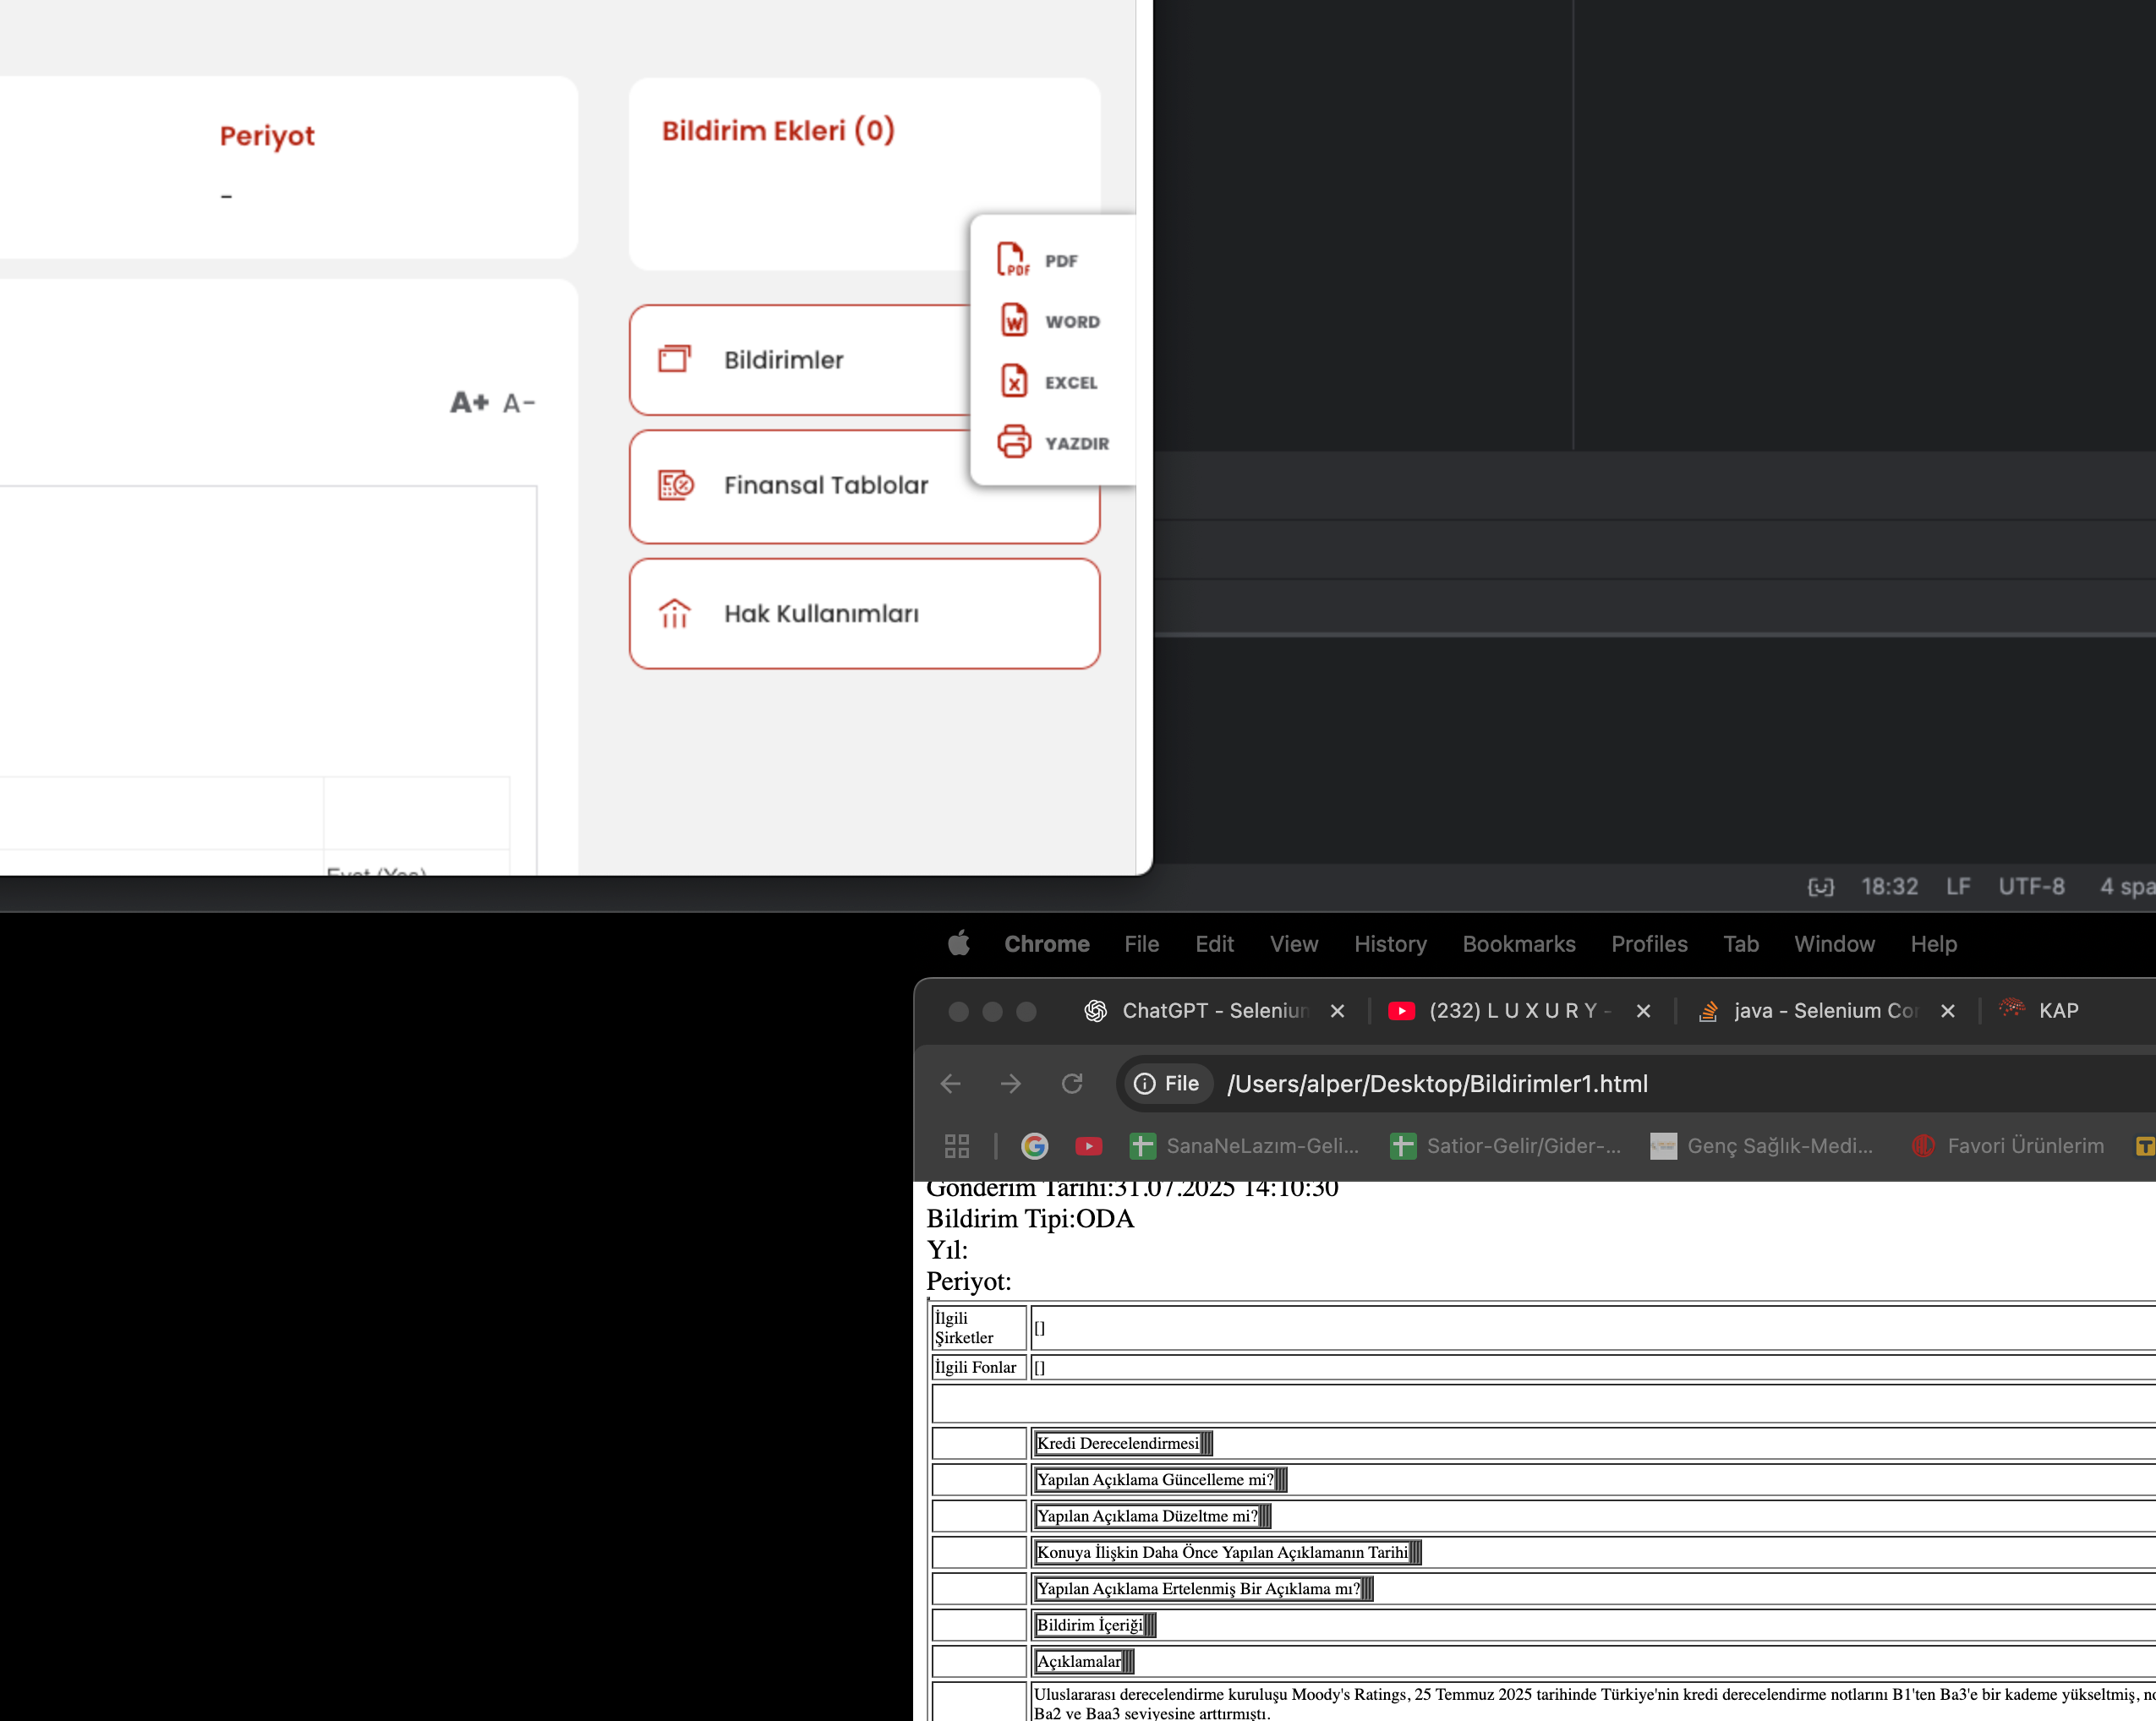 Periyot
-
Bildirim Ekleri (0)
PDF
PDF
WORD
EXCEL
YAZDIR
Bildirimler
A+ A-
Finansal Tablolar
Hak Kullanımları
Evet (Yes)
18:32 LF UTF-8 4 spa
Chrome File Edit View History Bookmarks Profiles Tab Window Help
ChatGPT - Selenium
(232) L U X U R Y -
java - Selenium Co
KAP
File /Users/alper/Desktop/Bildirimler1.html
SanaNeLazım-Geli... Satior-Gelir/Gider-... Genç Sağlık-Medi... Favori Ürünlerim
Gönderim Tarihi:31.07.2025 14:10:30
Bildirim Tipi:ODA
Yıl:
Periyot:
İlgili
Şirketler
[]
İlgili Fonlar []
Kredi Derecelendirmesi
Yapılan Açıklama Güncelleme mi?
Yapılan Açıklama Düzeltme mi?
Konuya İlişkin Daha Önce Yapılan Açıklamanın Tarihi
Yapılan Açıklama Ertelenmiş Bir Açıklama mı?
Bildirim İçeriği
Açıklamalar
Uluslararası derecelendirme kuruluşu Moody's Ratings, 25 Temmuz 2025 tarihinde Türkiye'nin kredi derecelendirme notlarını B1'ten Ba3'e bir kademe yükseltmiş,
Ba2 ve Baa3 seviyesine arttırmıştı.